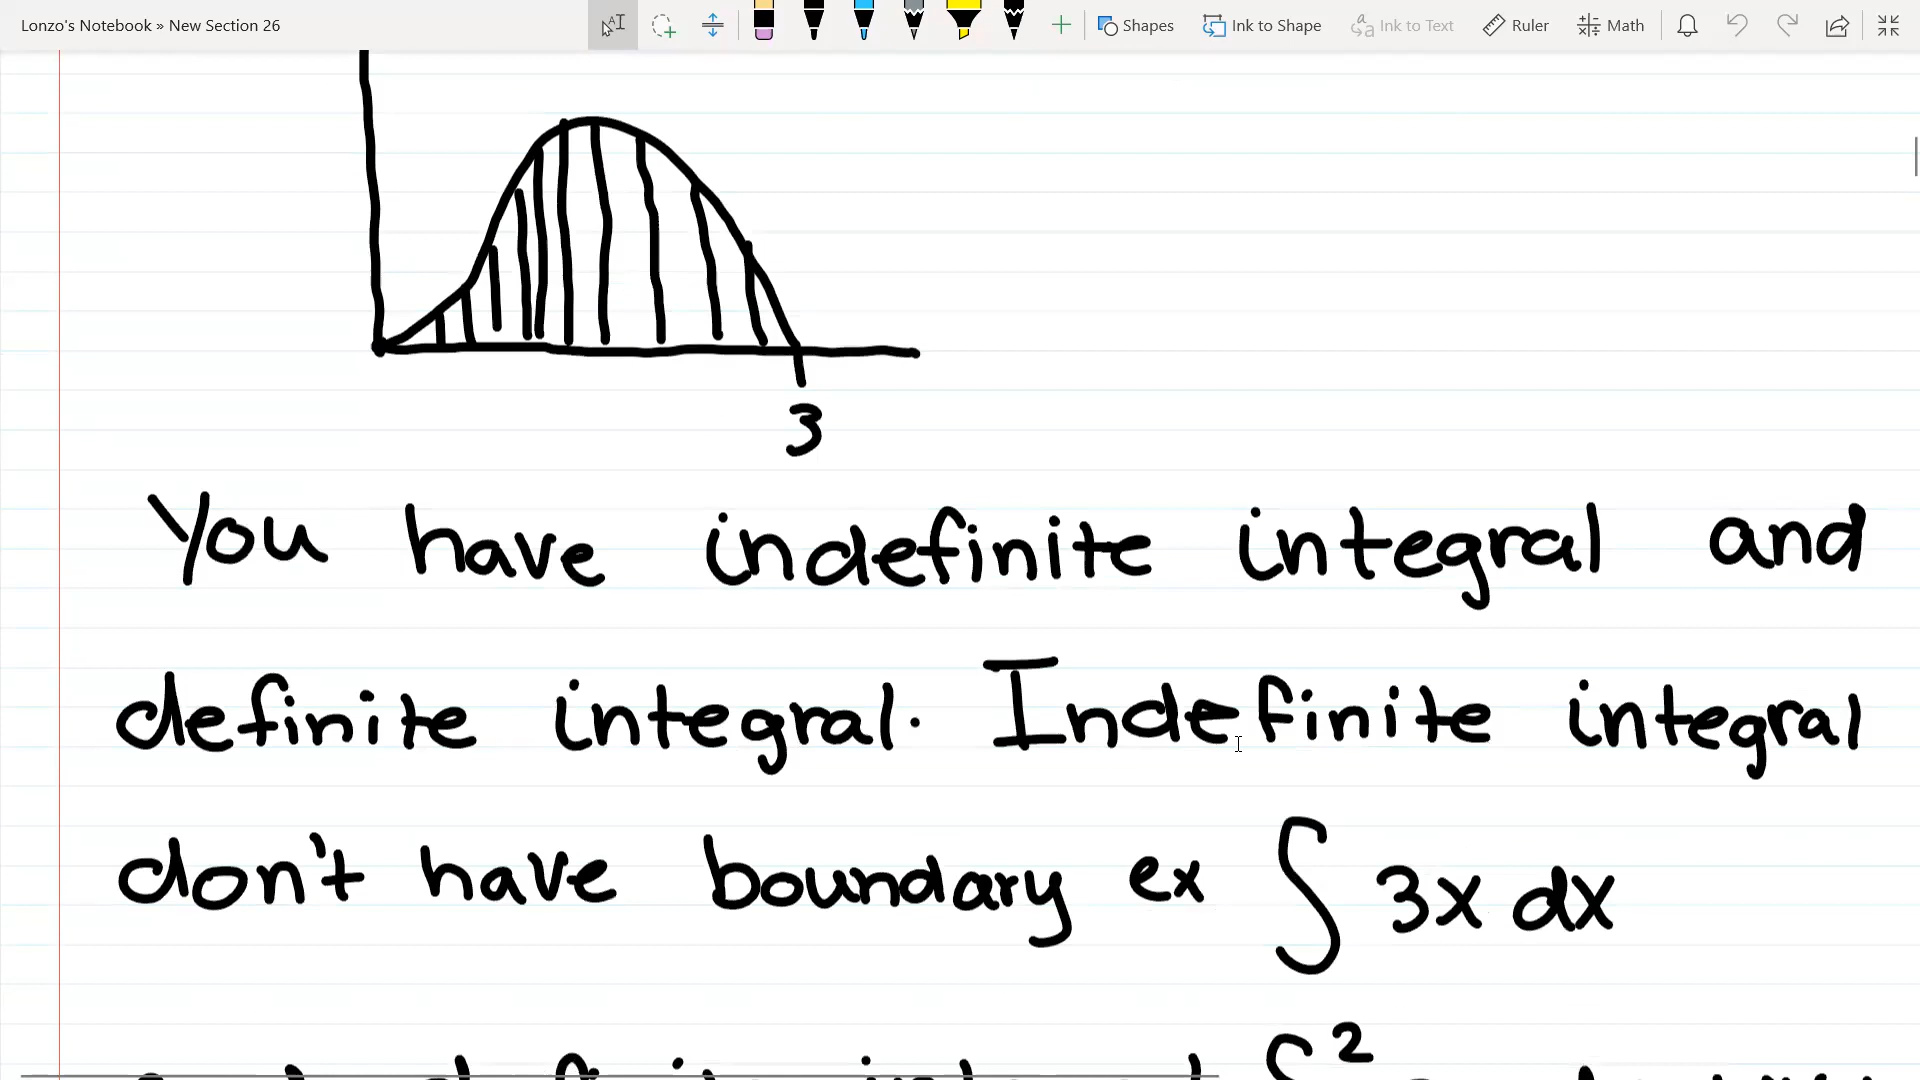 Lonzo's Notebook » New Section 26
Shapes Ink to Shape Ink to Text Ruler Math
3
You have indefinite integral and
definite integral. Indefinite integral
don't have boundary ex ∫ 3x dx
∫ 2